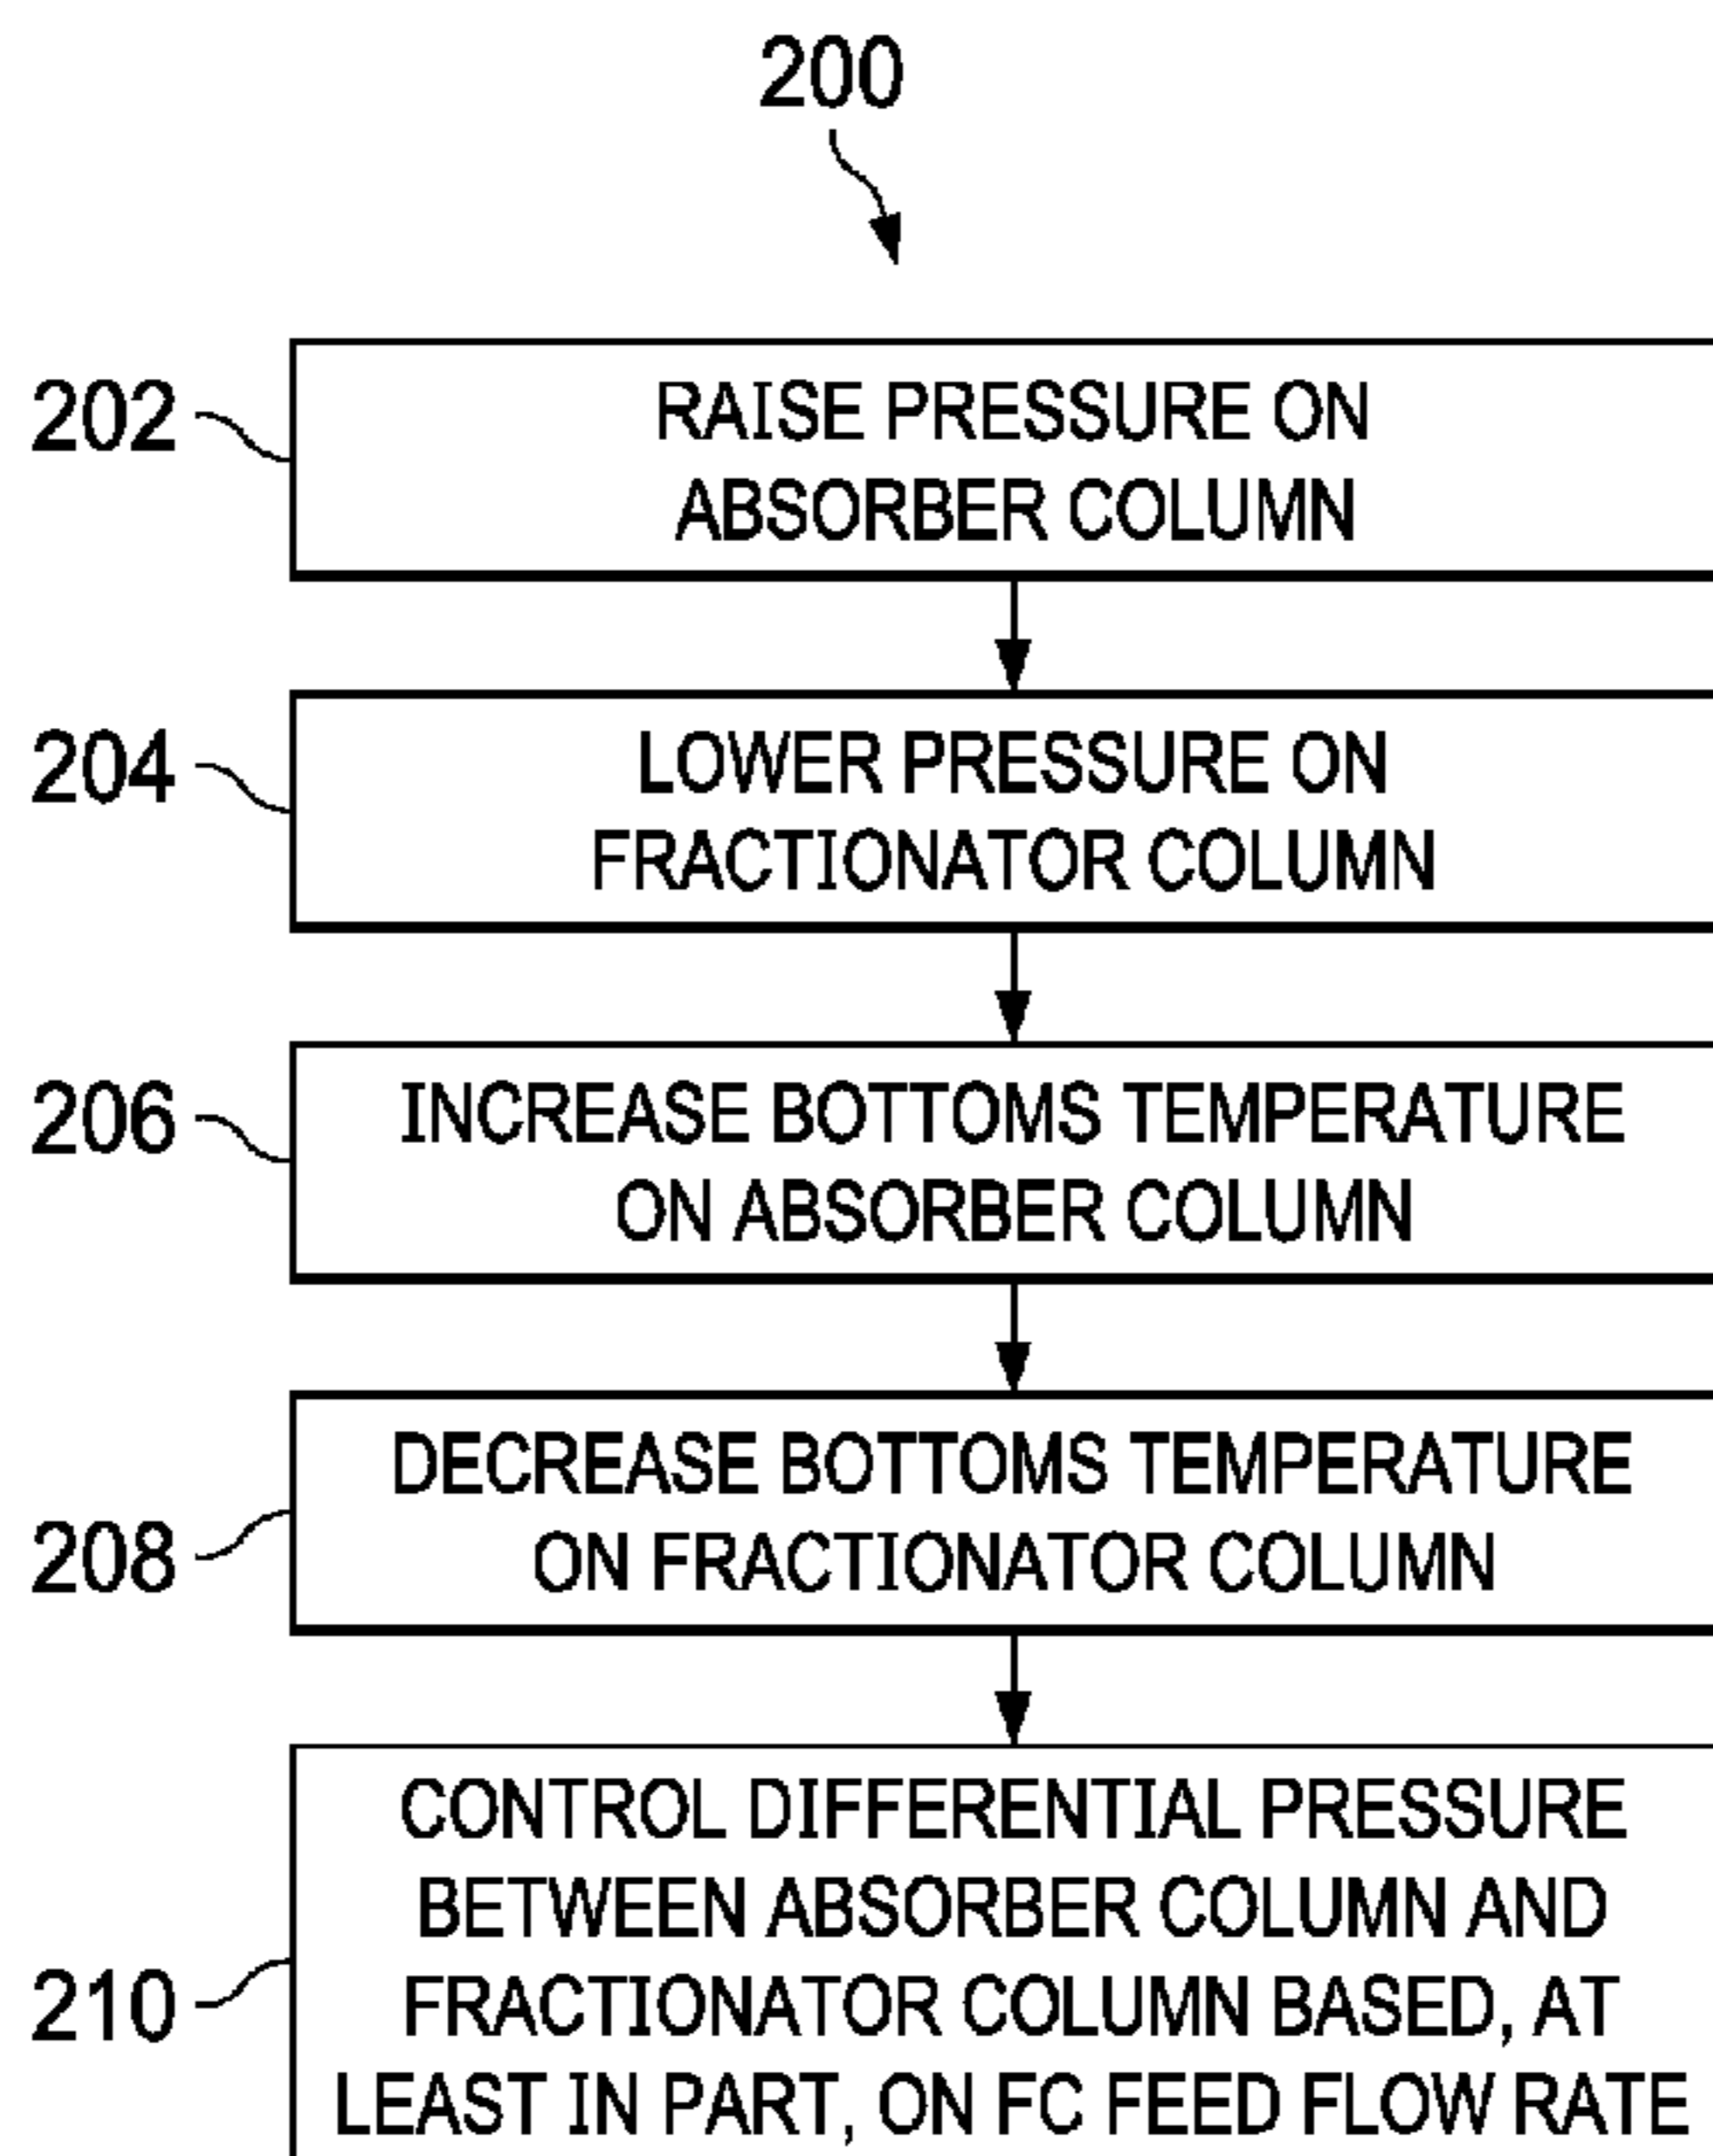 200
202
RAISE PRESSURE ON
ABSORBER COLUMN
204
LOWER PRESSURE ON
FRACTIONATOR COLUMN
206
INCREASE BOTTOMS TEMPERATURE
ON ABSORBER COLUMN
208
DECREASE BOTTOMS TEMPERATURE
ON FRACTIONATOR COLUMN
210
CONTROL DIFFERENTIAL PRESSURE
BETWEEN ABSORBER COLUMN AND
FRACTIONATOR COLUMN BASED, AT
LEAST IN PART, ON FC FEED FLOW RATE